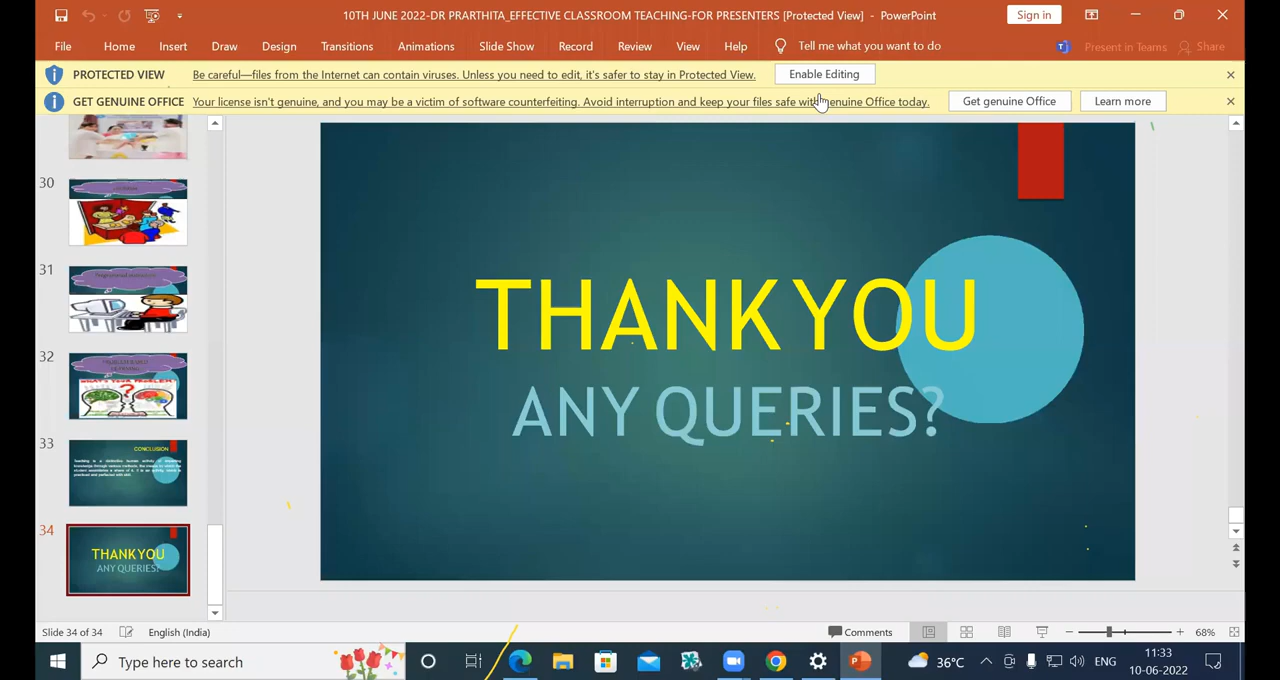 10TH JUNE 2022-DR PRARTHITA_EFFECTIVE CLASSROOM TEACHING-FOR PRESENTERS [Protected View] - PowerPoint
Sign in
File Home Insert Draw Design Transitions Animations Slide Show Record Review View Help Tell me what you want to do Present in Teams Share
PROTECTED VIEW Be careful—files from the Internet can contain viruses. Unless you need to edit, it's safer to stay in Protected View. Enable Editing
GET GENUINE OFFICE Your license isn't genuine, and you may be a victim of software counterfeiting. Avoid interruption and keep your files safe with genuine Office today. Get genuine Office Learn more
30
31
32
WHAT'S YOUR PROBLEM?
33
CONCLUSION
34
THANKYOU
ANY QUERIES?
THANKYOU
ANY QUERIES?
Slide 34 of 34 English (India) Comments 68%
Type here to search
36°C ENG
11:33
10-06-2022